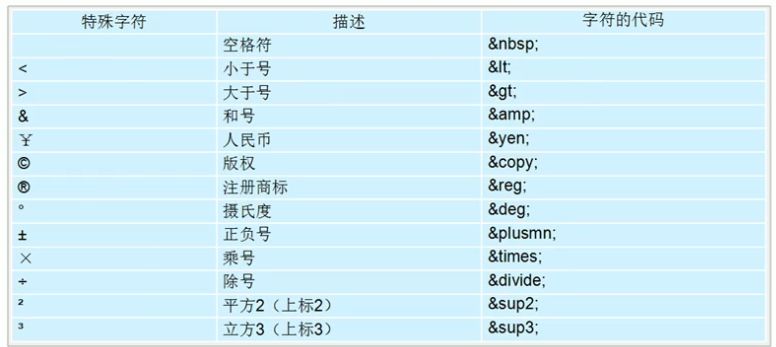 特殊字符 描述 字符的代码
空格符 &nbsp;
< 小于号 &lt;
> 大于号 &gt;
& 和号 &amp;
￥ 人民币 &yen;
© 版权 &copy;
® 注册商标 &reg;
° 摄氏度 &deg;
± 正负号 &plusmn;
× 乘号 &times;
÷ 除号 &divide;
² 平方2（上标2） &sup2;
³ 立方3（上标3） &sup3;